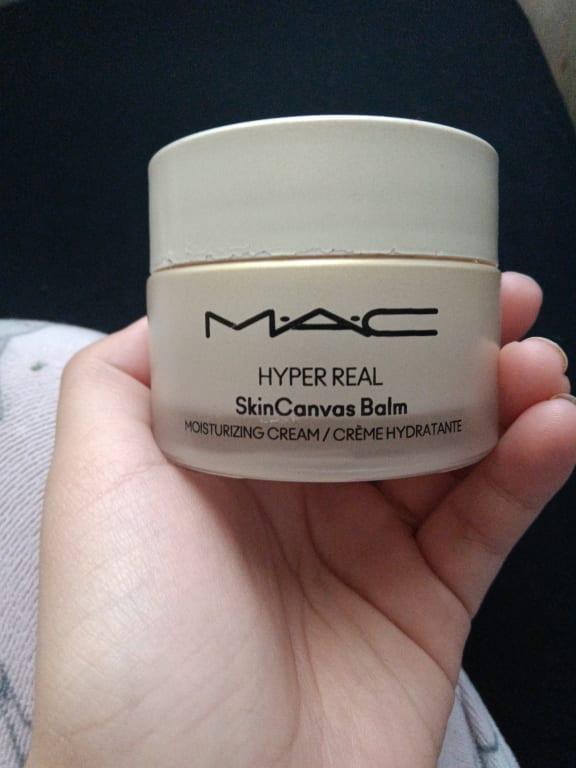 M·A·C
HYPER REAL
SkinCanvas Balm
MOISTURIZING CREAM / CRÈME HYDRATANTE